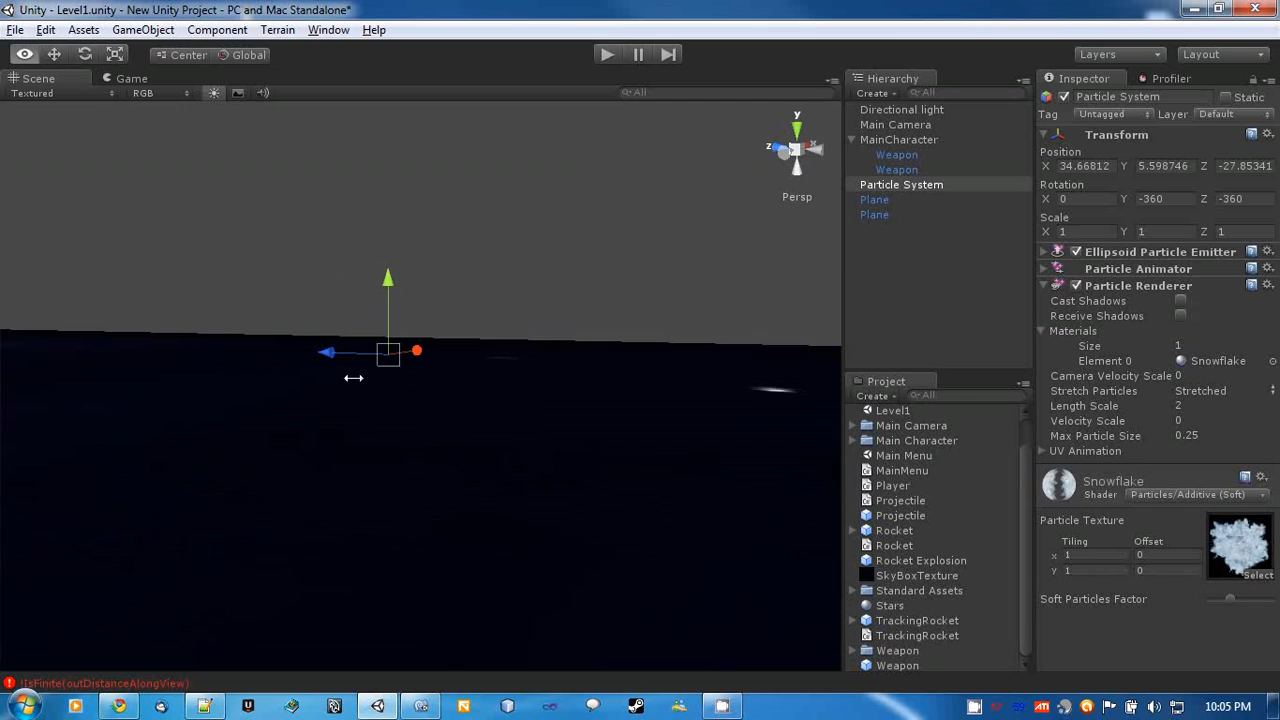 Unity - Level1.unity - New Unity Project - PC and Mac Standalone*
File Edit Assets GameObject Component Terrain Window Help
Center Global Layers Layout
Scene Game Hierarchy Inspector Profiler
Textured RGB All Create All Particle System Static
Tag Untagged Layer Default
Directional light
Main Camera
MainCharacter
Weapon
Weapon
Particle System
Plane
Plane
y
z x
Persp
Transform
Position
X 34.66812 Y 5.598746 Z -27.85341
Rotation
X 0 Y -360 Z -360
Scale
X 1 Y 1 Z 1
Ellipsoid Particle Emitter
Particle Animator
Particle Renderer
Cast Shadows
Receive Shadows
Materials
Size 1
Element 0 Snowflake
Camera Velocity Scale 0
Stretch Particles Stretched
Length Scale 2
Velocity Scale 0
Max Particle Size 0.25
UV Animation
Snowflake
Shader Particles/Additive (Soft)
Particle Texture
Tiling Offset
x 1 0
y 1 0
Select
Soft Particles Factor
Project
Create All
Level1
Main Camera
Main Character
Main Menu
MainMenu
Player
Projectile
Projectile
Rocket
Rocket
Rocket Explosion
SkyBoxTexture
Standard Assets
Stars
TrackingRocket
TrackingRocket
Weapon
Weapon
!IsFinite(outDistanceAlongView)
10:05 PM